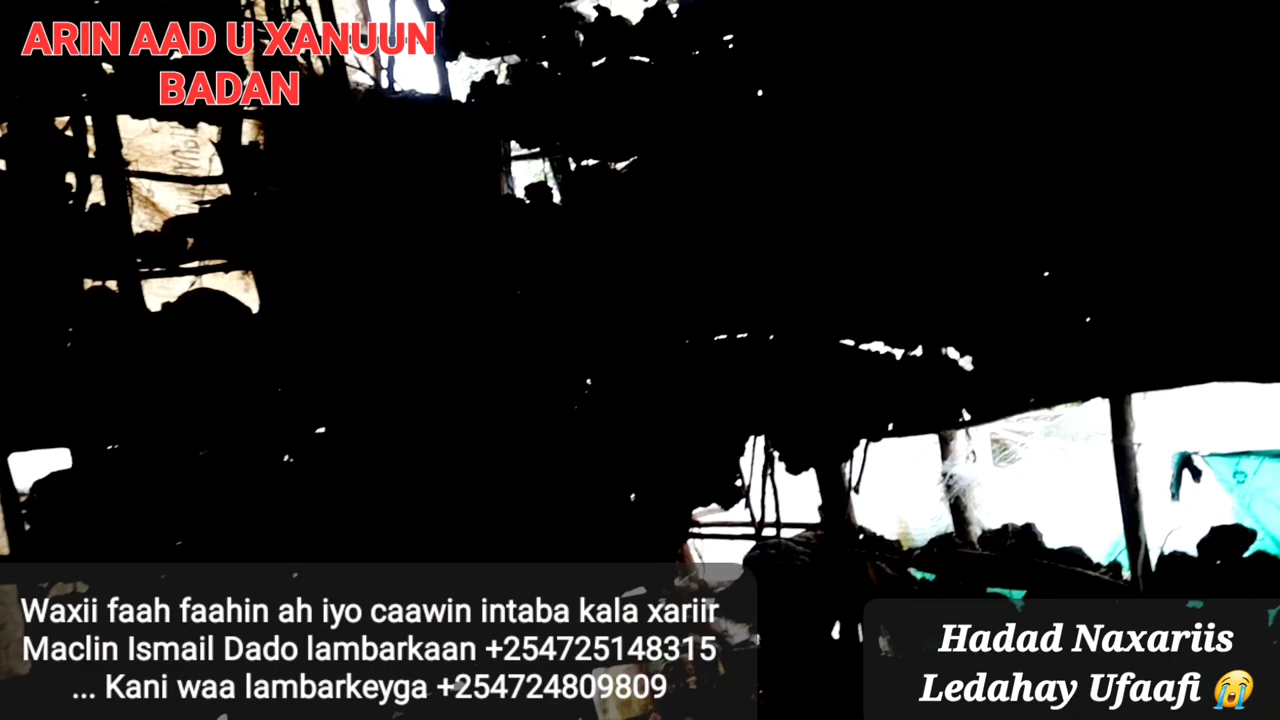 ARIN AAD U XANUUN
BADAN
Waxii faah faahin ah iyo caawin intaba kala xariir
Maclin Ismail Dado lambarkaan +254725148315
... Kani waa lambarkeyga +254724809809
Hadad Naxariis
Ledahay Ufaafi 😭